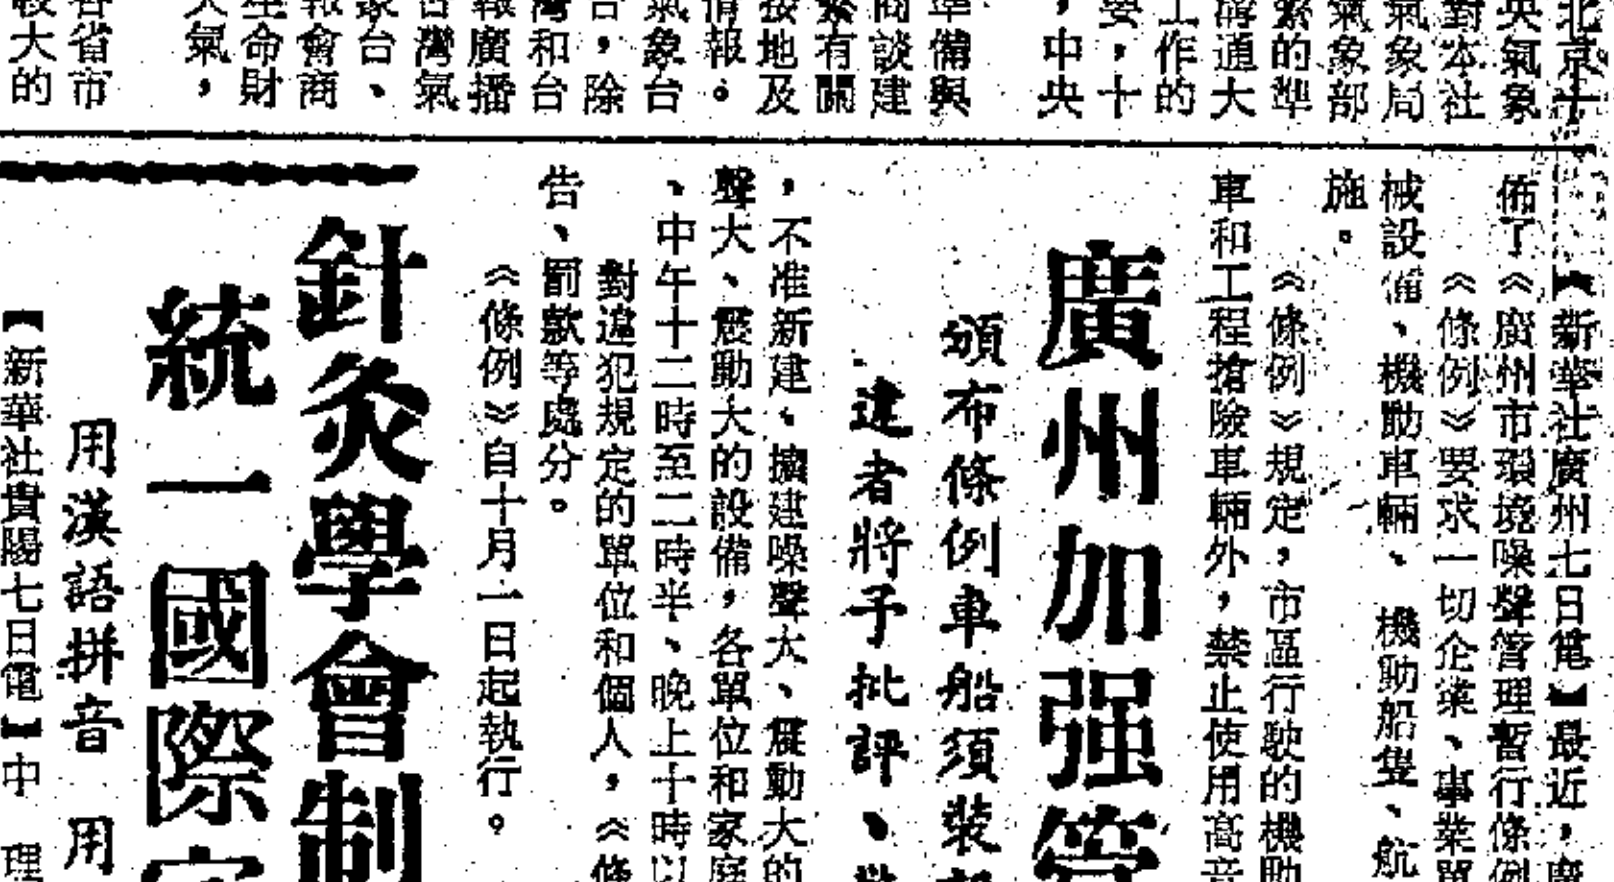 北京十
央氣象
對本社
氣象局
氣象部
繫的準
溝通大
工作的
要，十
，中央
準備與
商談建
繫有關
按地及
情報。
氣象台
台，除
灣和台
報廣播
台灣氣
象台、
報會商
生命財
天氣，
各省市
較大的
【新華社廣州七日電】最近，廣
佈了《廣州市環境噪聲管理暫行條例
《條例》要求一切企業、事業單
械設備、機動車輛、機動船隻、航
施。
《條例》規定，市區行駛的機動
車和工程搶險車輛外，禁止使用高音
廣州加强管
頒布條例車船須裝
違者將予批評、
，不准新建、擴建噪聲大、震動大的
聲大、震動大的設備，各單位和家庭
、中午十二時至二時半、晚上十時以
對違犯規定的單位和個人，《條
告、罰款等處分。
《條例》自十月一日起執行。
針灸學會制
統一國際
用漢語拼音 用
【新華社貴陽七日電】中 理